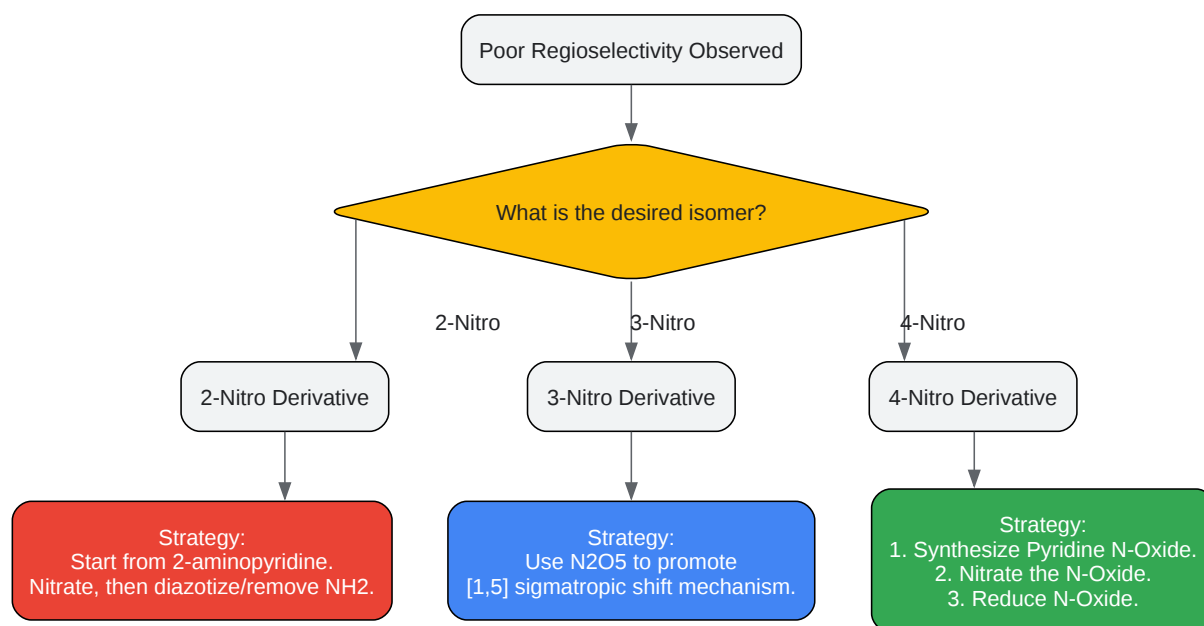 Poor Regioselectivity Observed
What is the desired isomer?
2-Nitro
3-Nitro
4-Nitro
2-Nitro Derivative
3-Nitro Derivative
4-Nitro Derivative
Strategy:
Start from 2-aminopyridine.
Nitrate, then diazotize/remove NH2.
Strategy:
Use N2O5 to promote
[1,5] sigmatropic shift mechanism.
Strategy:
1. Synthesize Pyridine N-Oxide.
2. Nitrate the N-Oxide.
3. Reduce N-Oxide.